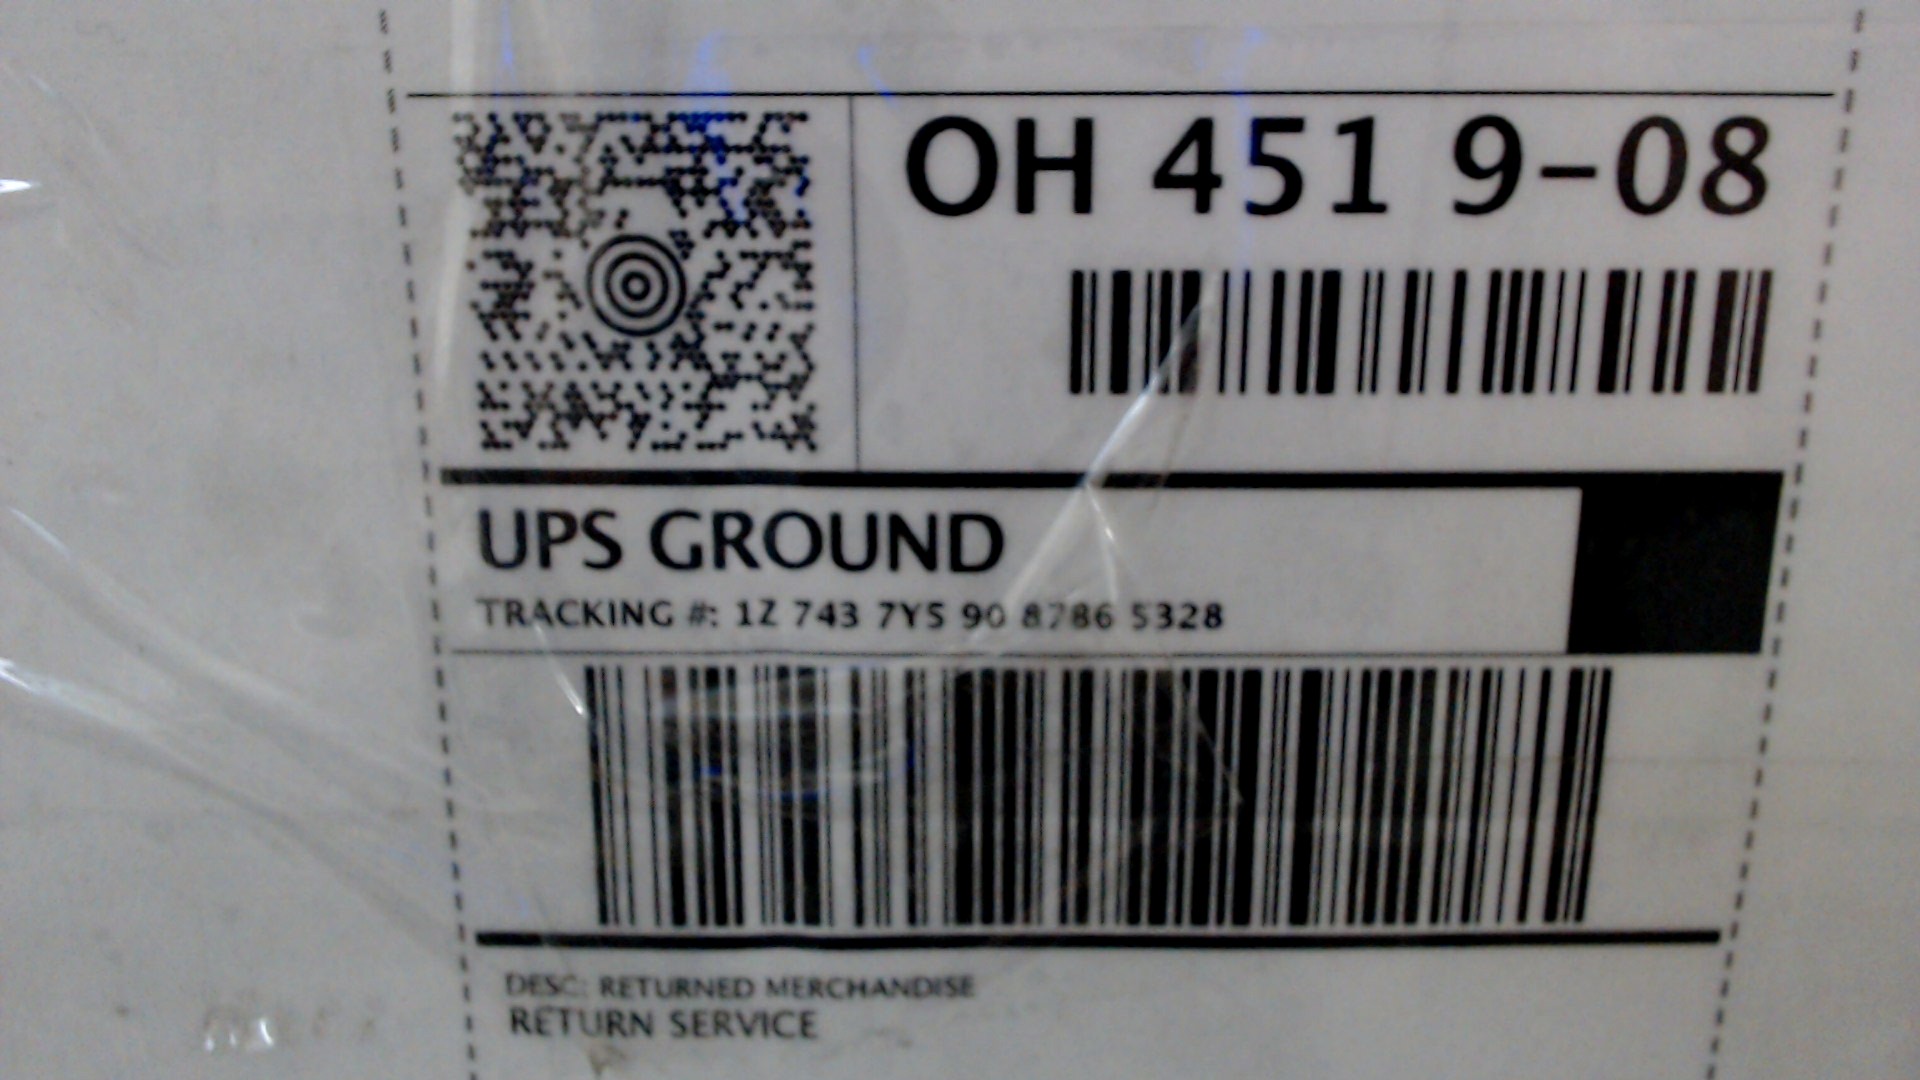 OH 451 9-08
UPS GROUND
TRACKING #: 1Z 743 7Y5 90 8786 5328
DESC: RETURNED MERCHANDISE
RETURN SERVICE